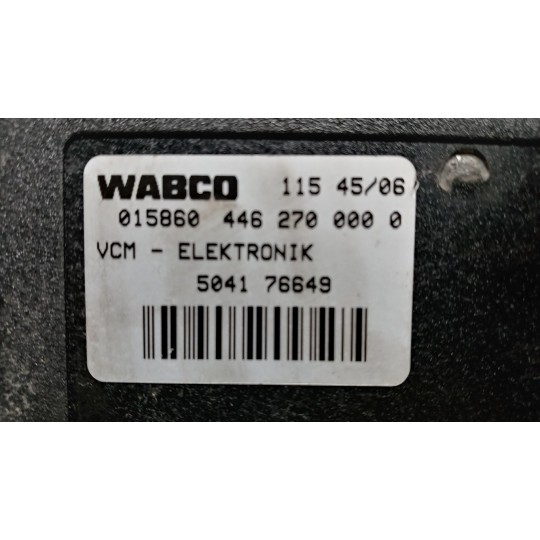 WABCO 115 45/06
015860 446 270 000 0
VCM - ELEKTRONIK
5041 76649